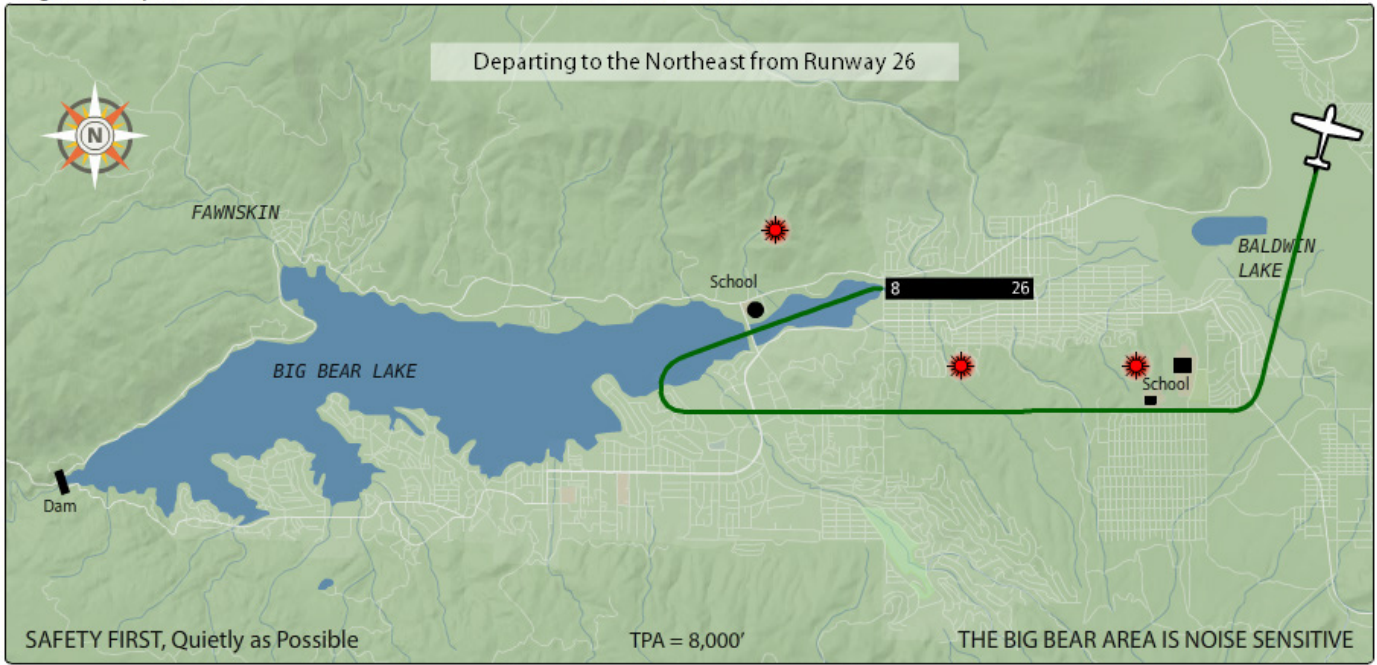 Departing to the Northeast from Runway 26
N
FAWNSKIN
School
8 26
BALDWIN
LAKE
BIG BEAR LAKE
School
Dam
SAFETY FIRST, Quietly as Possible
TPA = 8,000’
THE BIG BEAR AREA IS NOISE SENSITIVE